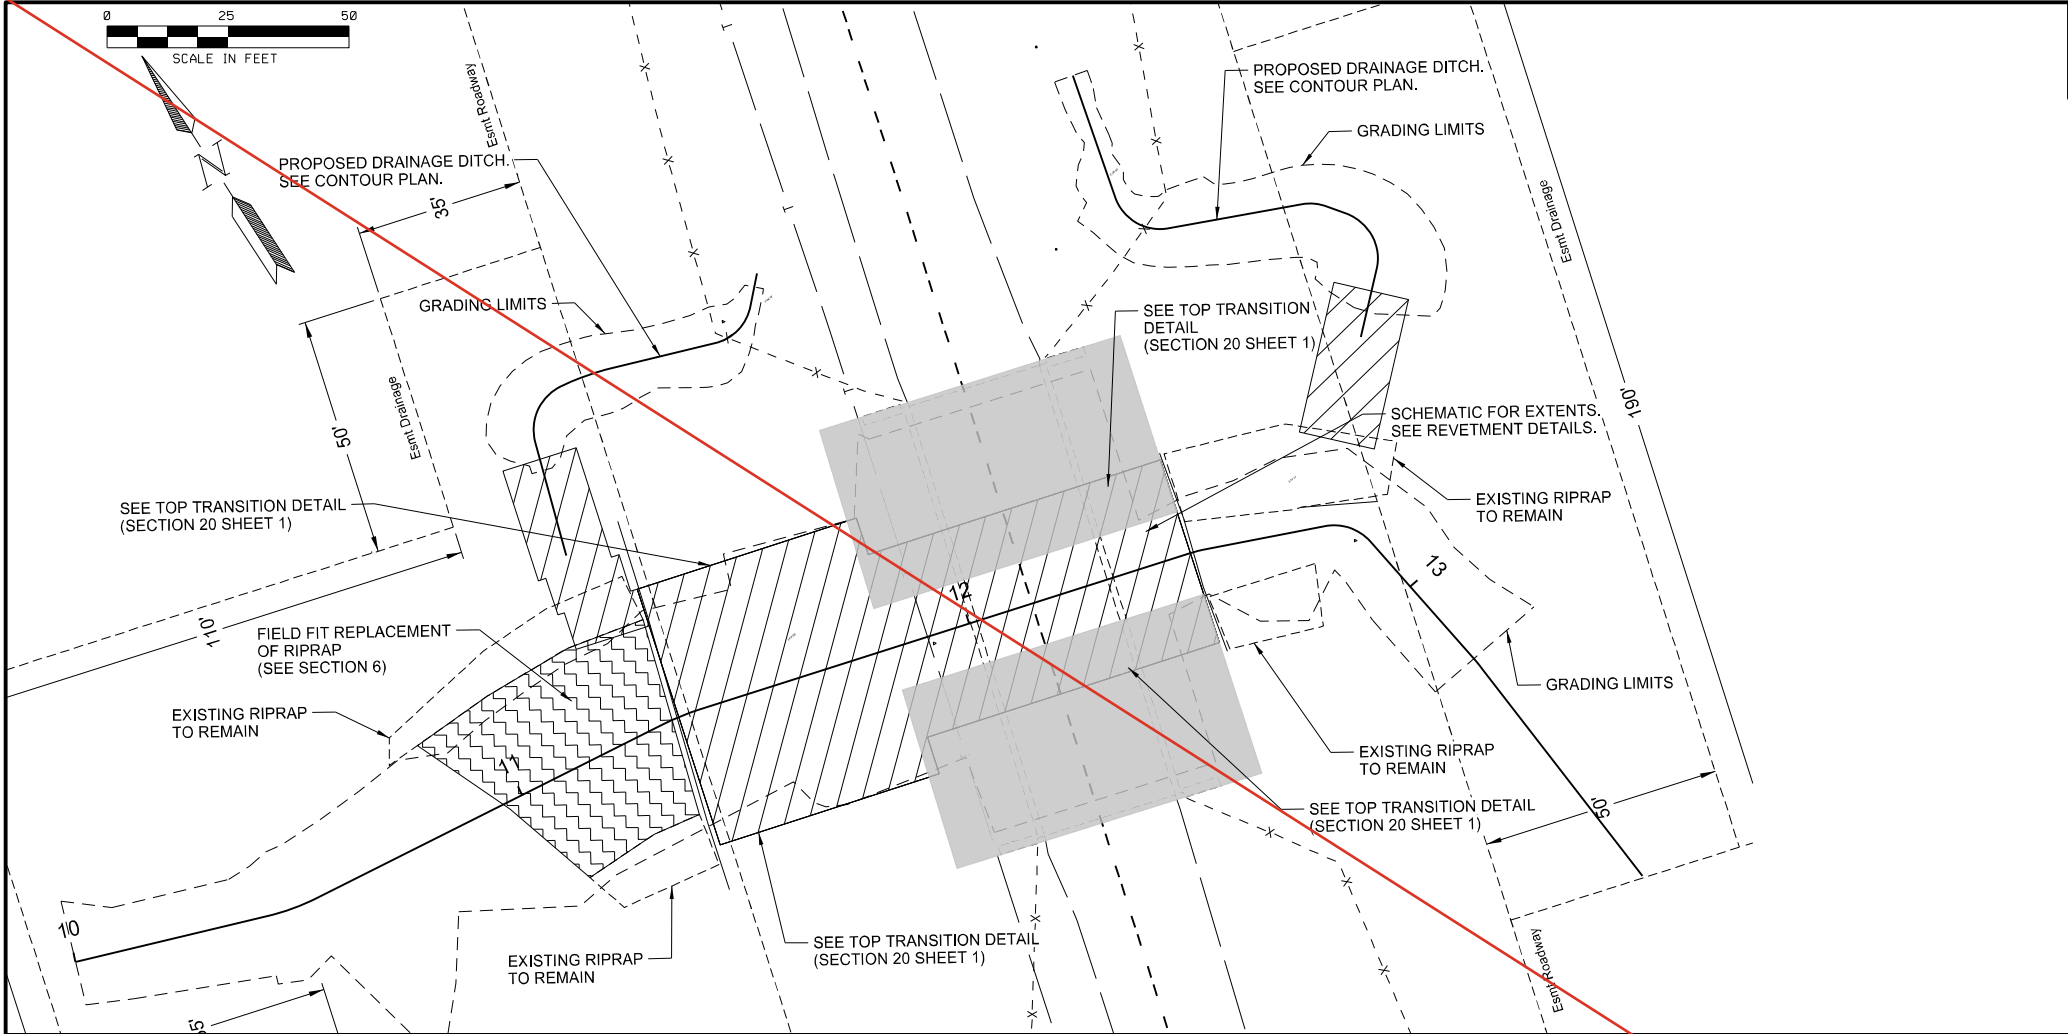 0 25 50
SCALE IN FEET
N
Esmt Roadway
PROPOSED DRAINAGE DITCH.
SEE CONTOUR PLAN.
35'
GRADING LIMITS
50'
Esmt Drainage
SEE TOP TRANSITION DETAIL
(SECTION 20 SHEET 1)
110'
FIELD FIT REPLACEMENT
OF RIPRAP
(SEE SECTION 6)
EXISTING RIPRAP
TO REMAIN
11
10
EXISTING RIPRAP
TO REMAIN
SEE TOP TRANSITION DETAIL
(SECTION 20 SHEET 1)
12
PROPOSED DRAINAGE DITCH.
SEE CONTOUR PLAN.
GRADING LIMITS
Esmt Drainage
SEE TOP TRANSITION
DETAIL
(SECTION 20 SHEET 1)
190'
SCHEMATIC FOR EXTENTS.
SEE REVETMENT DETAILS.
EXISTING RIPRAP
TO REMAIN
13
GRADING LIMITS
EXISTING RIPRAP
TO REMAIN
SEE TOP TRANSITION DETAIL
(SECTION 20 SHEET 1)
50'
Esmt Roadway